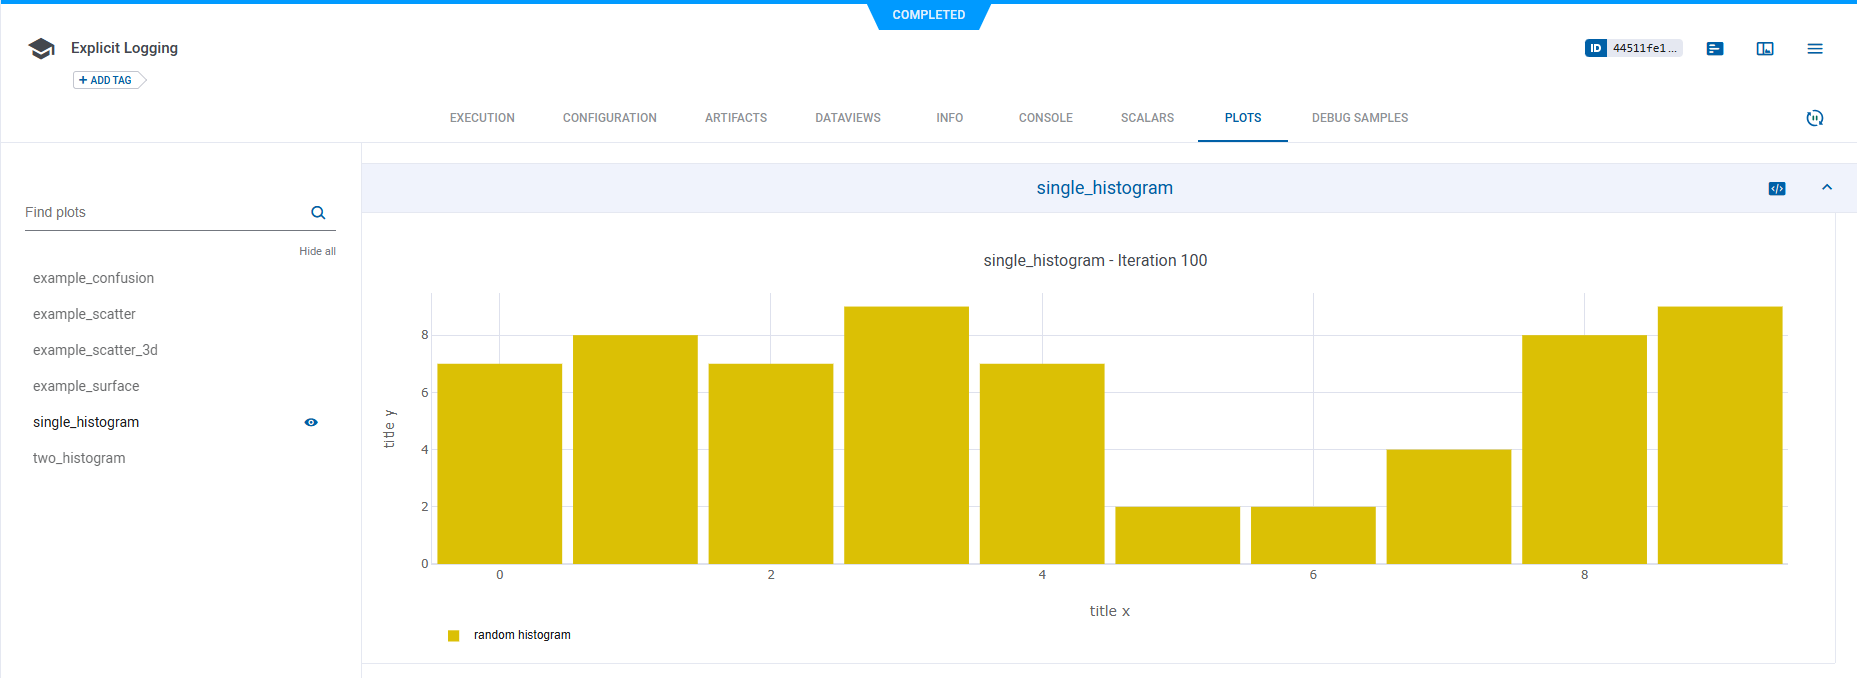 COMPLETED
Explicit Logging
ID 44511fe1...
+ ADD TAG
EXECUTION CONFIGURATION ARTIFACTS DATAVIEWS INFO CONSOLE SCALARS PLOTS DEBUG SAMPLES
single_histogram
Find plots
Hide all
example_confusion
example_scatter
example_scatter_3d
example_surface
single_histogram
two_histogram
single_histogram - Iteration 100
8
6
4
2
0
title y
0 2 4 6 8
title x
random histogram